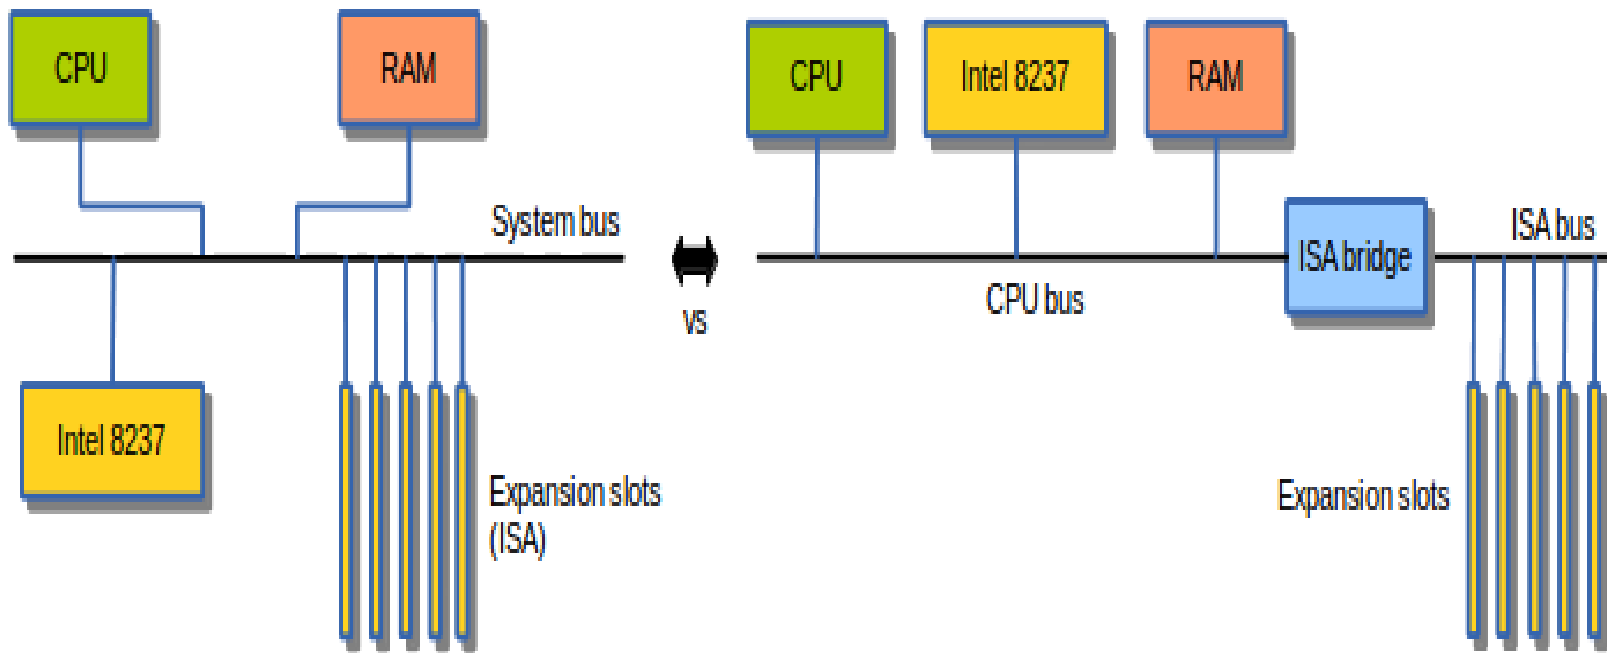 CPU
RAM
System bus
Intel 8237
Expansion slots
(ISA)
vs
CPU
Intel 8237
RAM
ISA bridge
ISA bus
CPU bus
Expansion slots